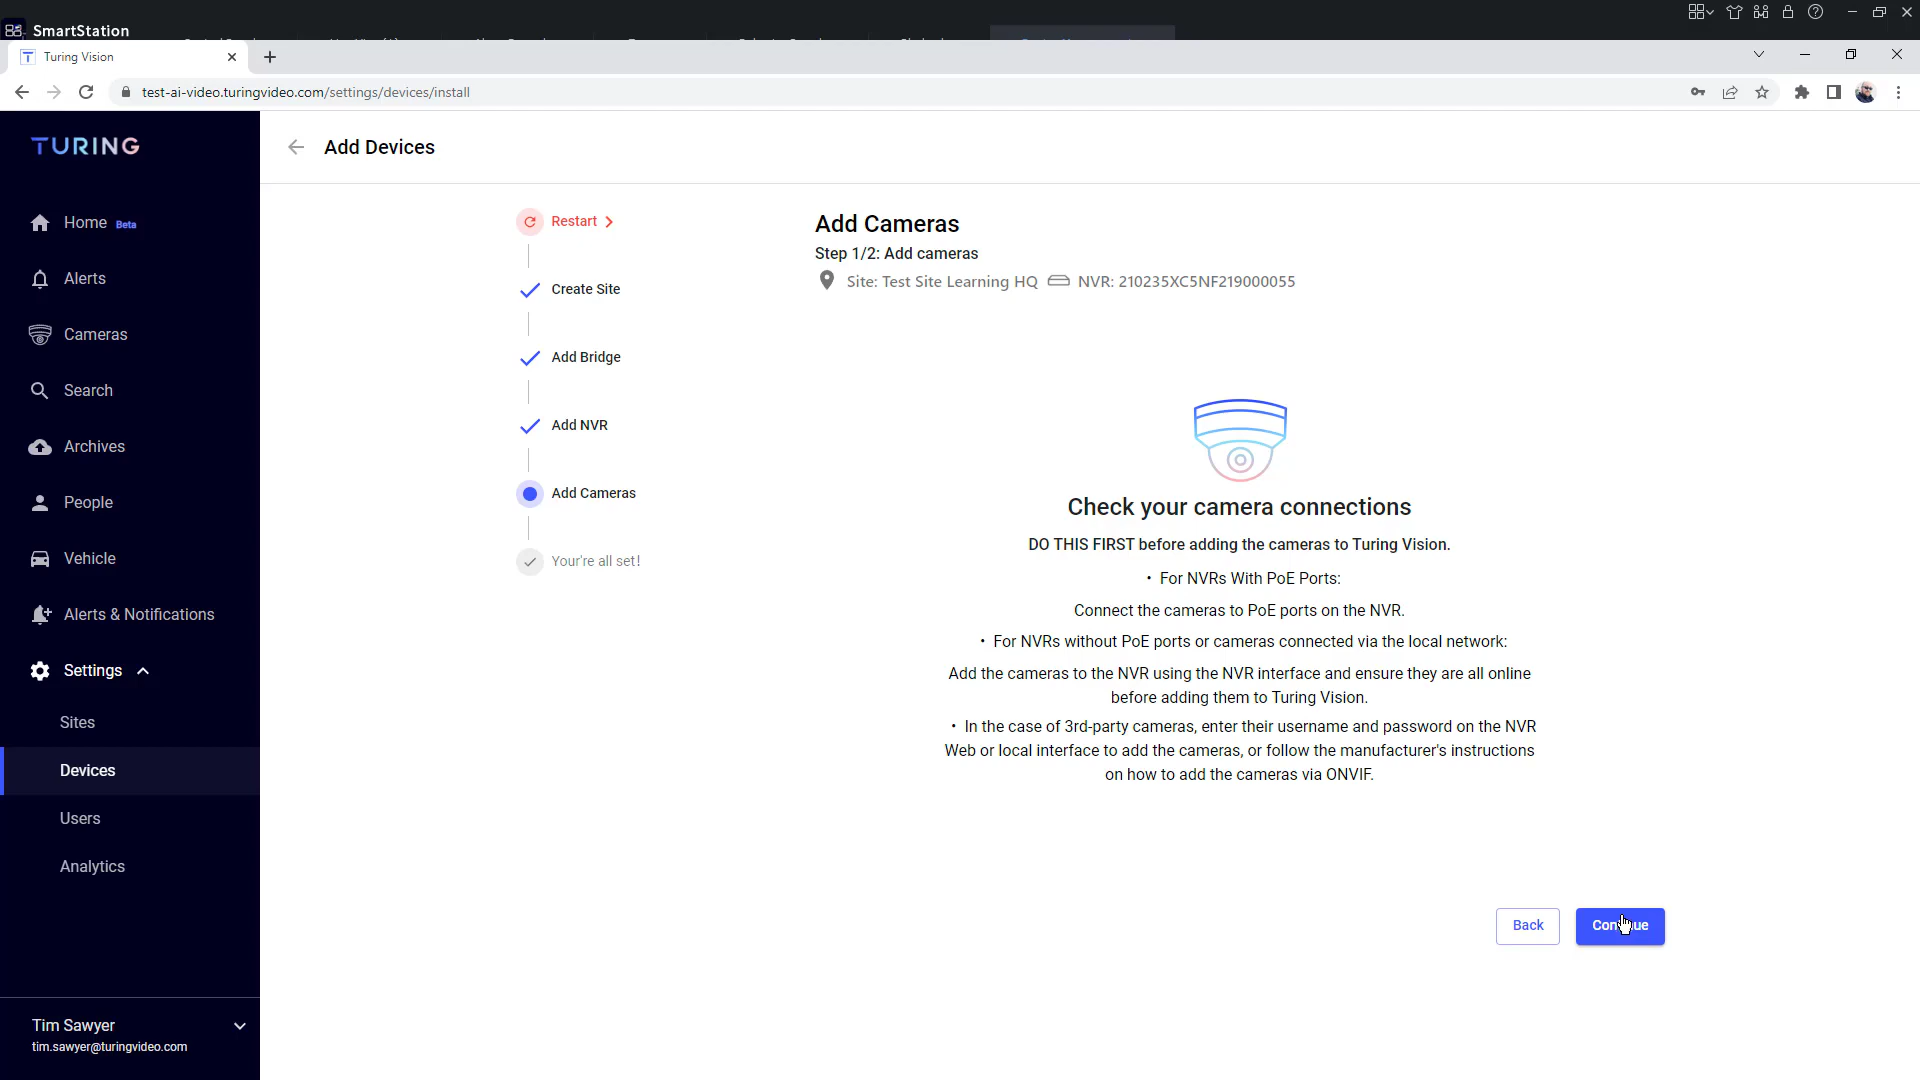 SmartStation
Turing Vision
test-ai-video.turingvideo.com/settings/devices/install
TURING
Add Devices
Home Beta
Alerts
Cameras
Search
Archives
People
Vehicle
Alerts & Notifications
Settings
Sites
Devices
Users
Analytics
Tim Sawyer
tim.sawyer@turingvideo.com
Restart
Create Site
Add Bridge
Add NVR
Add Cameras
Your're all set!
Add Cameras
Step 1/2: Add cameras
Site: Test Site Learning HQ NVR: 210235XC5NF219000055
Check your camera connections
DO THIS FIRST before adding the cameras to Turing Vision.
• For NVRs With PoE Ports:
Connect the cameras to PoE ports on the NVR.
• For NVRs without PoE ports or cameras connected via the local network:
Add the cameras to the NVR using the NVR interface and ensure they are all online
before adding them to Turing Vision.
• In the case of 3rd-party cameras, enter their username and password on the NVR
Web or local interface to add the cameras, or follow the manufacturer's instructions
on how to add the cameras via ONVIF.
Back
Continue